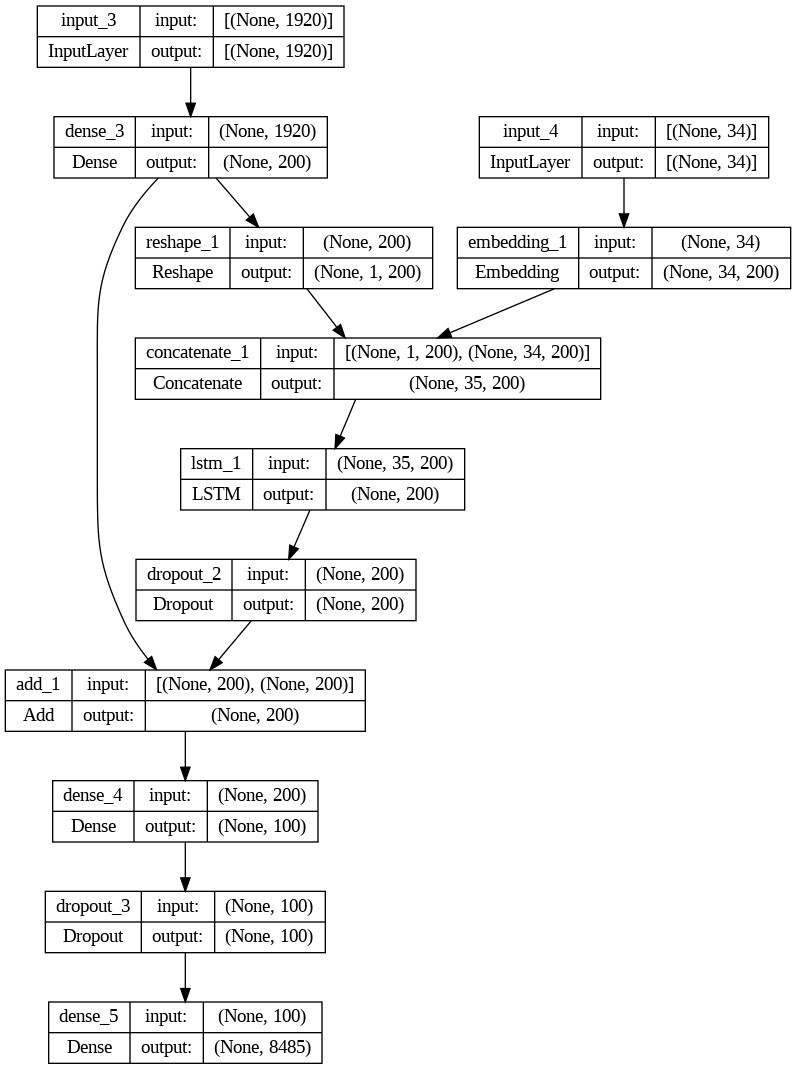 input_3 input: [(None, 1920)]
InputLayer output: [(None, 1920)]
dense_3 input: (None, 1920)
Dense output: (None, 200)
input_4 input: [(None, 34)]
InputLayer output: [(None, 34)]
reshape_1 input: (None, 200)
Reshape output: (None, 1, 200)
embedding_1 input: (None, 34)
Embedding output: (None, 34, 200)
concatenate_1 input: [(None, 1, 200), (None, 34, 200)]
Concatenate output: (None, 35, 200)
lstm_1 input: (None, 35, 200)
LSTM output: (None, 200)
dropout_2 input: (None, 200)
Dropout output: (None, 200)
add_1 input: [(None, 200), (None, 200)]
Add output: (None, 200)
dense_4 input: (None, 200)
Dense output: (None, 100)
dropout_3 input: (None, 100)
Dropout output: (None, 100)
dense_5 input: (None, 100)
Dense output: (None, 8485)